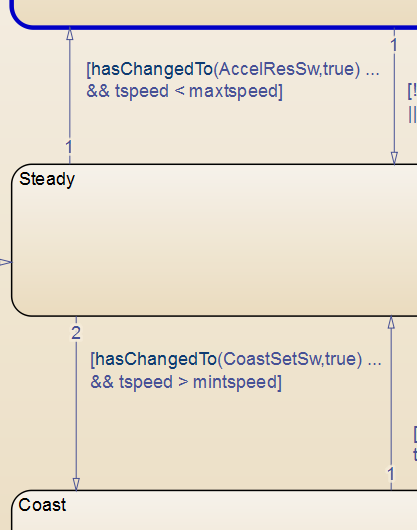 1
[hasChangedTo(AccelResSw,true) ...
&& tspeed < maxtspeed]
[!
||
1
Steady
2
[hasChangedTo(CoastSetSw,true) ...
&& tspeed > mintspeed]
[
t
1
Coast